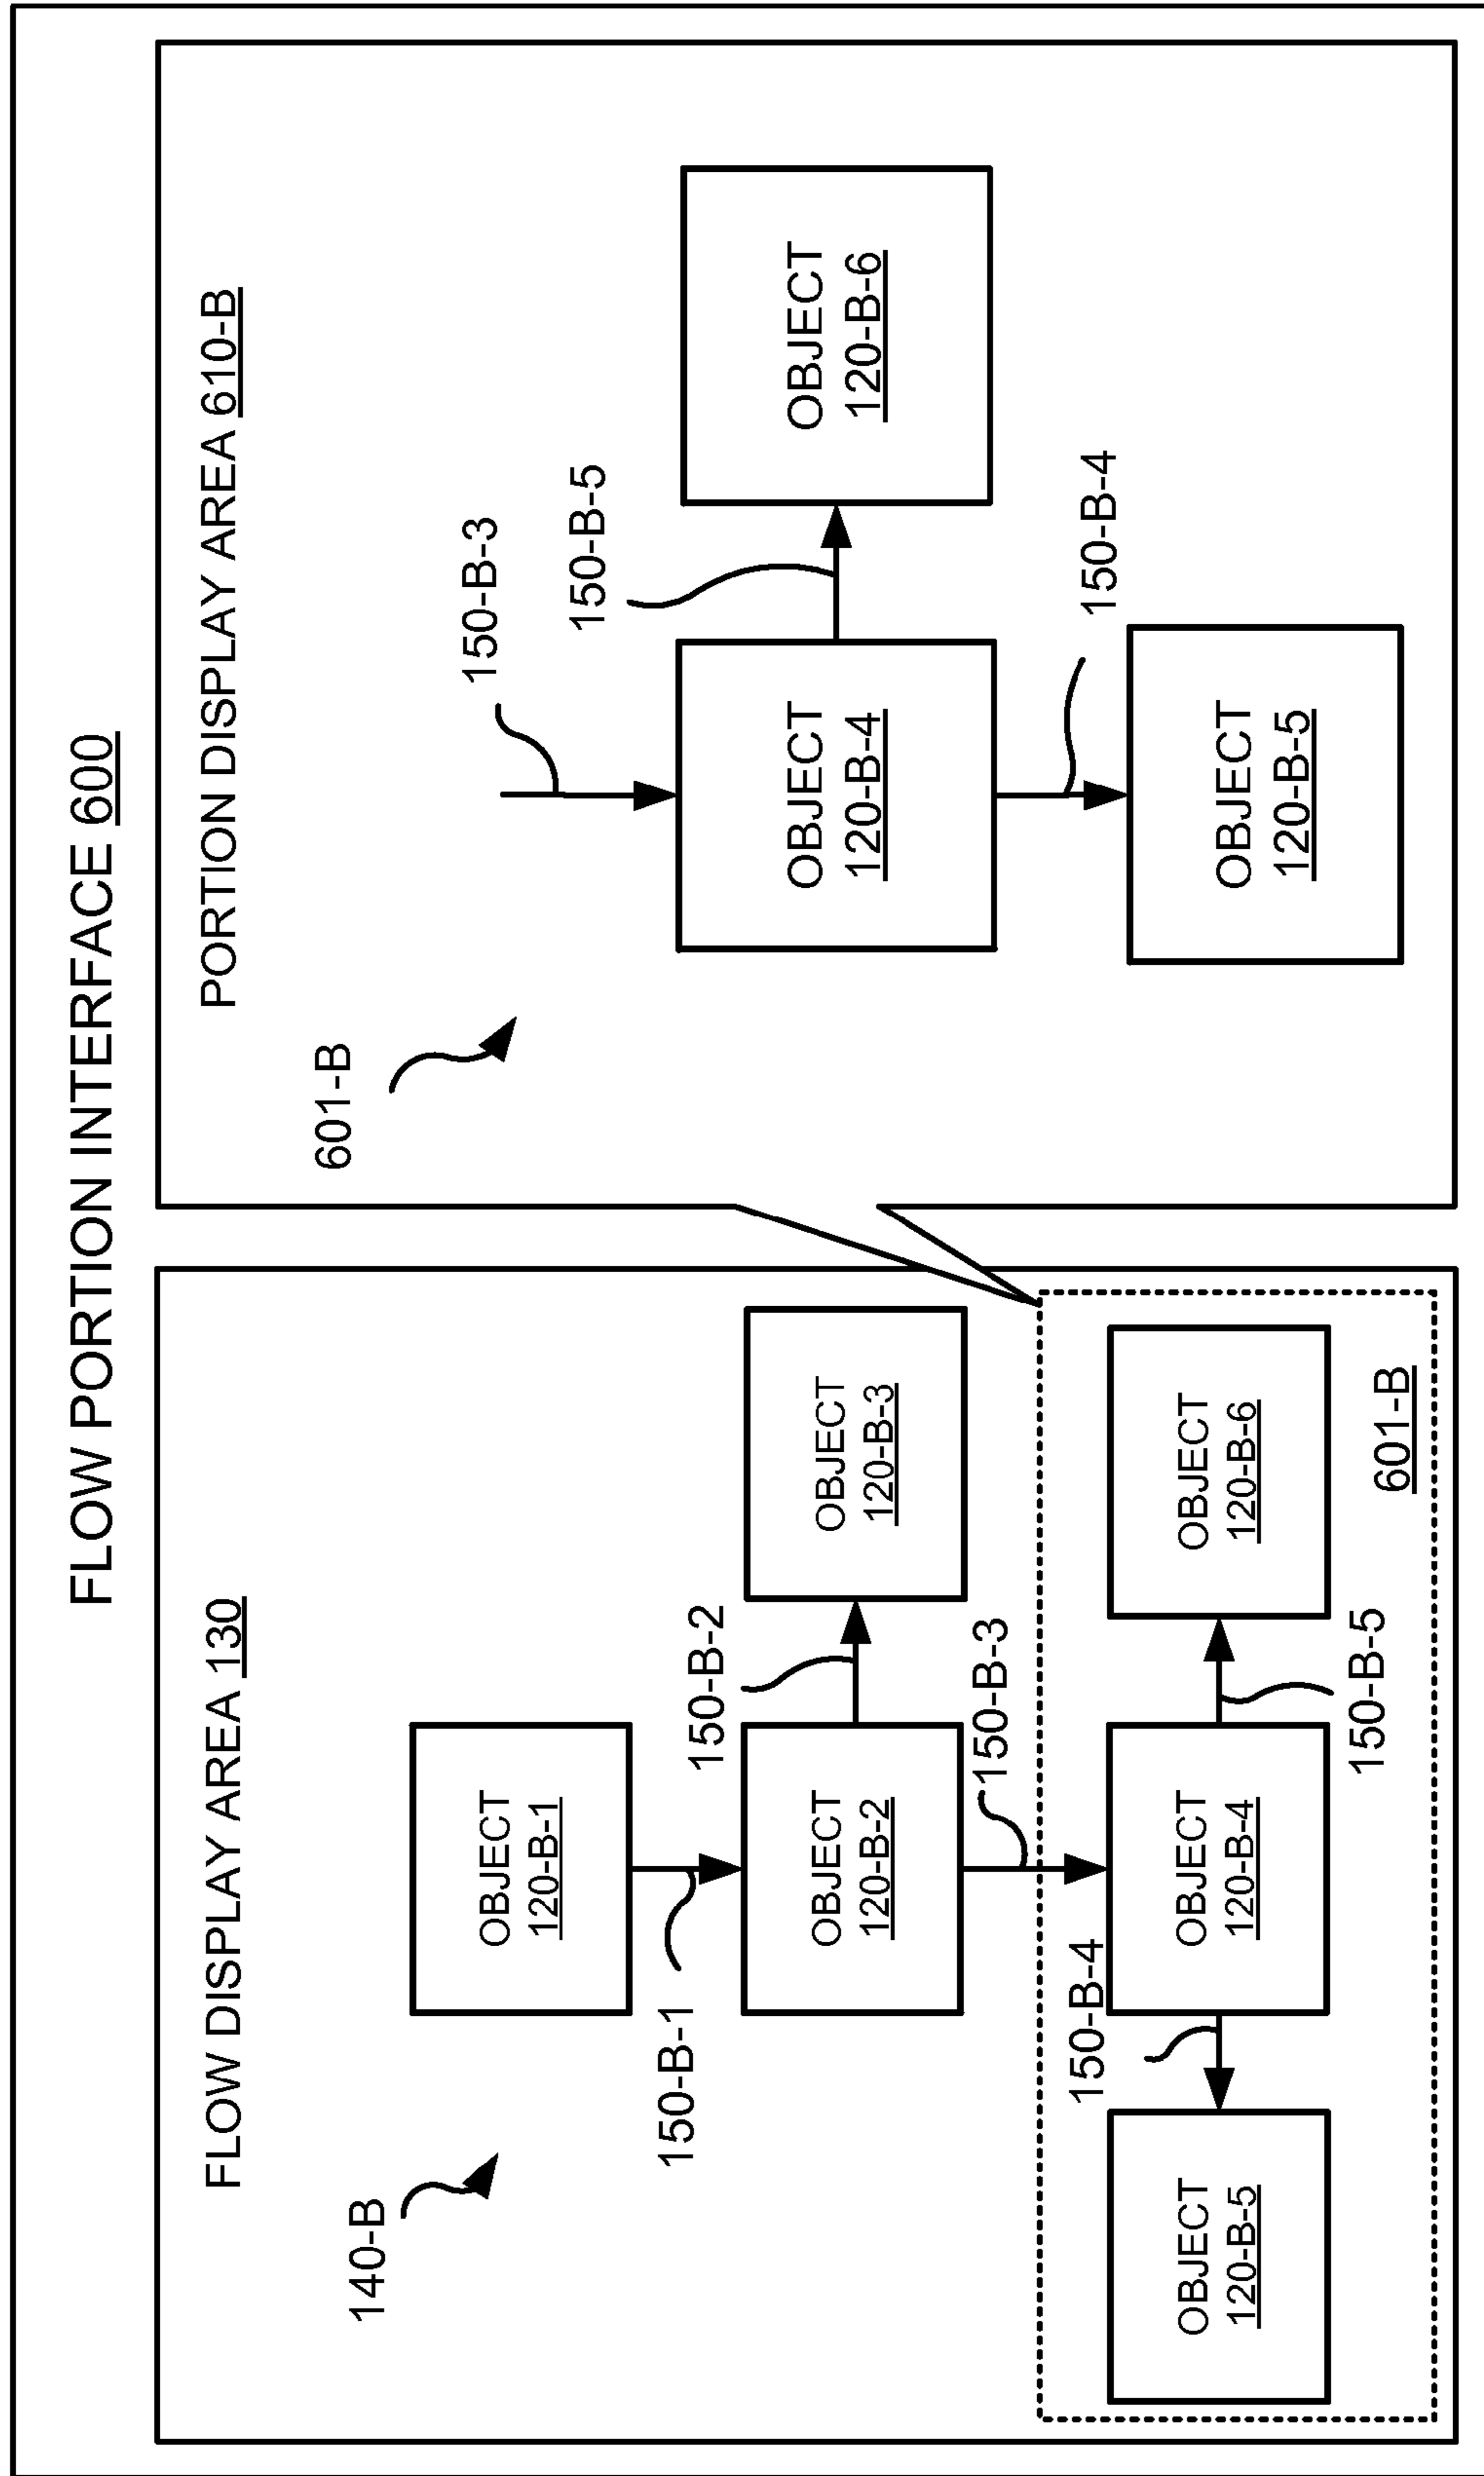 FLOW PORTION INTERFACE 600
FLOW DISPLAY AREA 130
140-B
OBJECT
120-B-1
150-B-1
150-B-2
OBJECT
120-B-2
OBJECT
120-B-3
150-B-3
150-B-4
OBJECT
120-B-5
OBJECT
120-B-4
OBJECT
120-B-6
150-B-5
601-B
PORTION DISPLAY AREA 610-B
601-B
150-B-3
150-B-5
OBJECT
120-B-4
OBJECT
120-B-6
150-B-4
OBJECT
120-B-5